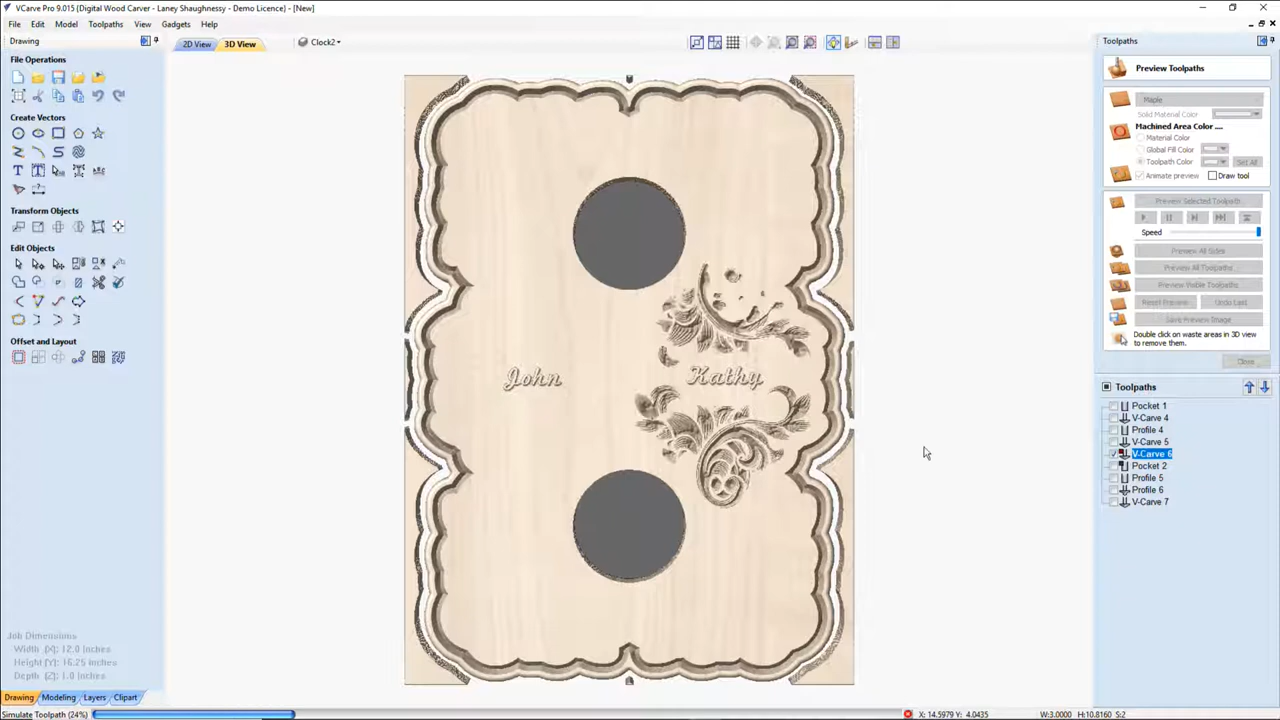 VCarve Pro 9.015 {Digital Wood Carver - Laney Shaughnessy - Demo Licence} - [New]
File Edit Model Toolpaths View Gadgets Help
Drawing
2D View 3D View Clock2
Toolpaths
File Operations
Create Vectors
Transform Objects
Edit Objects
Offset and Layout
John
Kathy
Preview Toolpaths
Maple
Solid Material Color
Machined Area Color ....
Material Color
Global Fill Color
Toolpath Color Set All
Animate preview Draw tool
Preview Selected Toolpath
Speed
Preview All Sides
Preview All Toolpaths
Preview Visible Toolpaths
Reset Preview Undo Last
Save Preview Image
Double click on waste areas in 3D view
to remove them.
Close
Toolpaths
Pocket 1
V-Carve 4
Profile 4
V-Carve 5
V-Carve 6
Pocket 2
Profile 5
Profile 6
V-Carve 7
Job Dimensions
Width (X): 12.0 inches
Height (Y): 16.25 inches
Depth (Z): 1.0 inches
Drawing Modeling Layers Clipart
Simulate Toolpath (24%)
X: 14.5979 Y: 4.0435
W:3.0000 H:10.8160 S:2